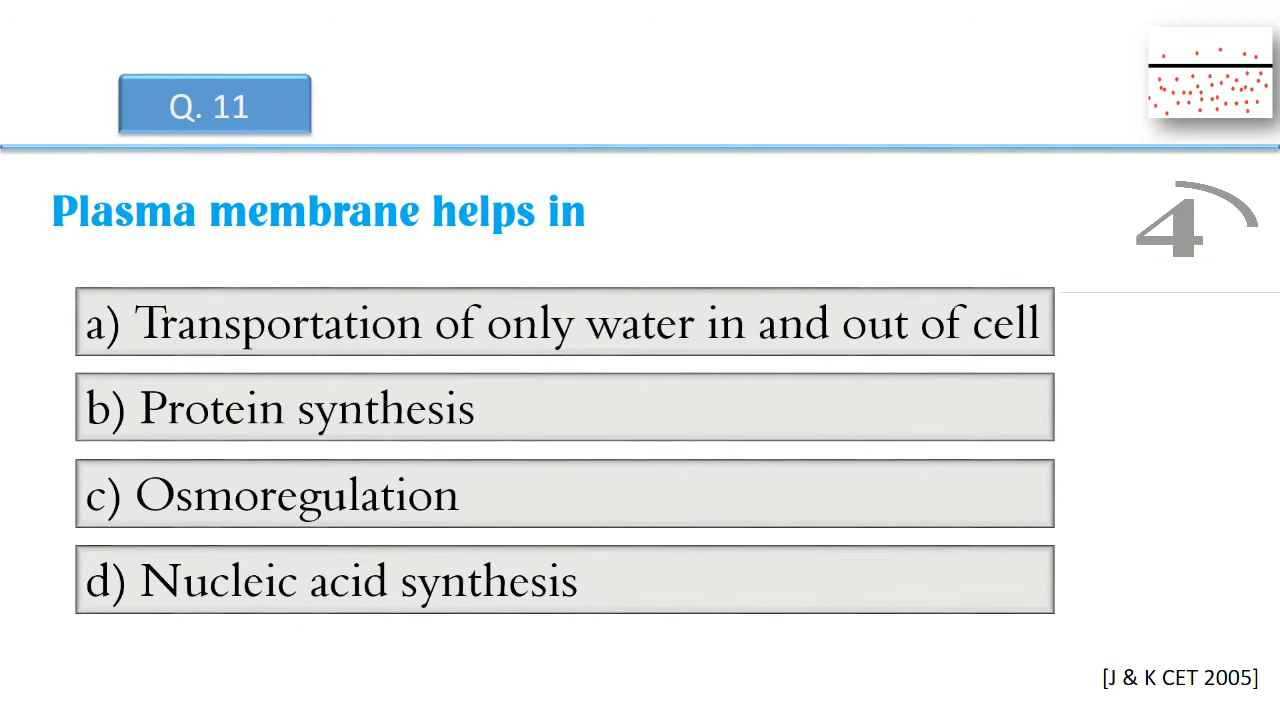 Q. 11
Plasma membrane helps in
4
a) Transportation of only water in and out of cell
b) Protein synthesis
c) Osmoregulation
d) Nucleic acid synthesis
[J & K CET 2005]